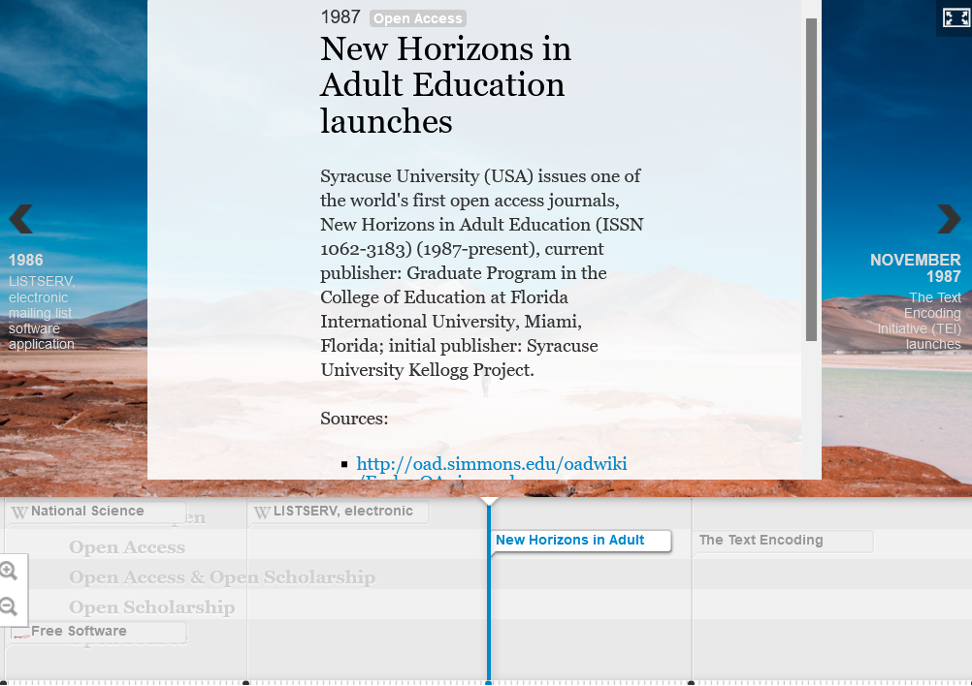 1987 Open Access
New Horizons in
Adult Education
launches
Syracuse University (USA) issues one of
the world's first open access journals,
New Horizons in Adult Education (ISSN
1062-3183) (1987-present), current
publisher: Graduate Program in the
College of Education at Florida
International University, Miami,
Florida; initial publisher: Syracuse
University Kellogg Project.
Sources:
http://oad.simmons.edu/oadwiki
1986
LISTSERV,
electronic
mailing list
software
application
NOVEMBER
1987
The Text
Encoding
Initiative (TEI)
launches
W National Science
W LISTSERV, electronic
Open Access
New Horizons in Adult
The Text Encoding
Open Access & Open Scholarship
Open Scholarship
Free Software